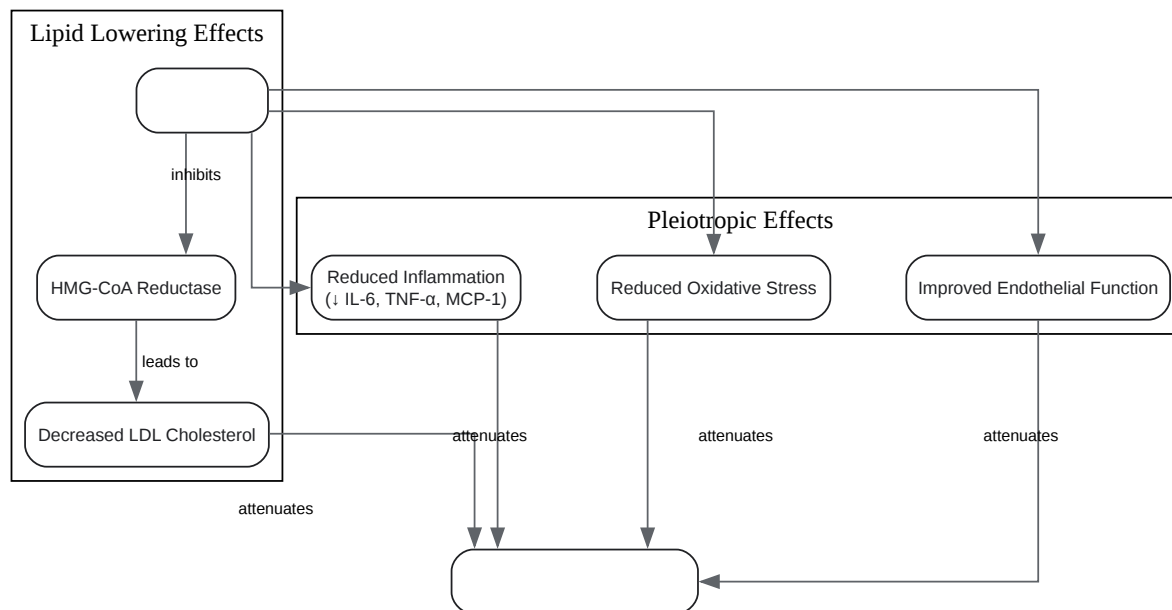 Lipid Lowering Effects
inhibits
Pleiotropic Effects
HMG-CoA Reductase
Reduced Inflammation
(↓ IL-6, TNF-α, MCP-1)
Reduced Oxidative Stress
Improved Endothelial Function
leads to
Decreased LDL Cholesterol
attenuates
attenuates
attenuates
attenuates